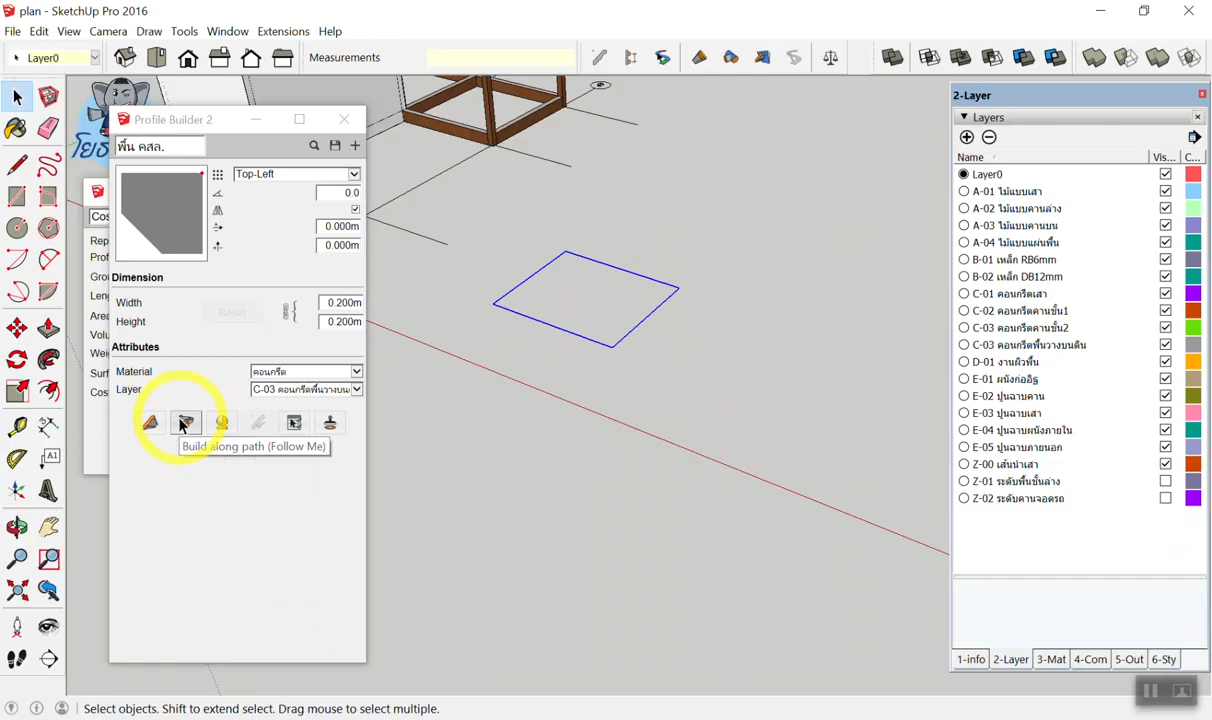 plan - SketchUp Pro 2016
File Edit View Camera Draw Tools Window Extensions Help
Layer0
Measurements
2-Layer
Layers
Name Vis... C...
Layer0
A-01 ไม้แบบเสา
A-02 ไม้แบบคานล่าง
A-03 ไม้แบบคานบน
A-04 ไม้แบบแผ่นพื้น
B-01 เหล็ก RB6mm
B-02 เหล็ก DB12mm
C-01 คอนกรีตเสา
C-02 คอนกรีตคานชั้น1
C-03 คอนกรีตคานชั้น2
C-03 คอนกรีตพื้นวางบนดิน
D-01 งานผิวพื้น
E-01 ผนังก่ออิฐ
E-02 ปูนฉาบคาน
E-03 ปูนฉาบเสา
E-04 ปูนฉาบผนังภายใน
E-05 ปูนฉาบภายนอก
Z-00 เส้นนำเสา
Z-01 ระดับพื้นชั้นล่าง
Z-02 ระดับคานจอดรถ
1-info 2-Layer 3-Mat 4-Com 5-Out 6-Sty
โยธ
Profile Builder 2
พื้น คสล.
Top-Left
0.0
0.000m
0.000m
Dimension
Width 0.200m
Reset
Height 0.200m
Attributes
Material คอนกรีต
Layer C-03 คอนกรีตพื้นวางบน
Build along path (Follow Me)
Cos
Rep
Prof
Grou
Leng
Area
Volu
Wei
Surf
Cos
A1
Select objects. Shift to extend select. Drag mouse to select multiple.